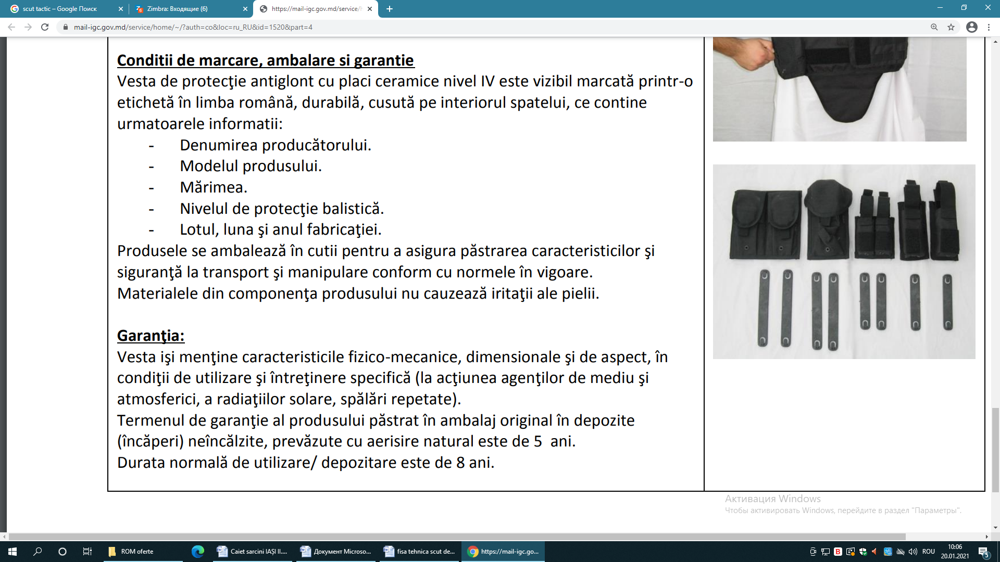 scut tactic – Google Поиск
Zimbra: Входящие (6)
https://mail-igc.gov.md/service/h
mail-igc.gov.md/service/home/~/?auth=co&loc=ru_RU&id=1520&part=4
Conditii de marcare, ambalare si garantie
Vesta de protecţie antiglont cu placi ceramice nivel IV este vizibil marcată printr-o
etichetă în limba română, durabilă, cusută pe interiorul spatelui, ce contine
urmatoarele informatii:
- Denumirea producătorului.
- Modelul produsului.
- Mărimea.
- Nivelul de protecţie balistică.
- Lotul, luna şi anul fabricaţiei.
Produsele se ambalează în cutii pentru a asigura păstrarea caracteristicilor şi
siguranţă la transport şi manipulare conform cu normele în vigoare.
Materialele din componenţa produsului nu cauzează iritaţii ale pielii.
Garanţia:
Vesta işi menţine caracteristicile fizico-mecanice, dimensionale şi de aspect, în
condiţii de utilizare şi întreţinere specifică (la acţiunea agenţilor de mediu şi
atmosferici, a radiaţiilor solare, spălări repetate).
Termenul de garanţie al produsului păstrat în ambalaj original în depozite
(încăperi) neîncălzite, prevăzute cu aerisire natural este de 5  ani.
Durata normală de utilizare/ depozitare este de 8 ani.
Активация Windows
Чтобы активировать Windows, перейдите в раздел "Параметры".
ROM oferte
Caiet sarcini IAȘI II....
Документ Microso...
fisa tehnica scut de...
https://mail-igc.go...
ROU
10:06
20.01.2021
5